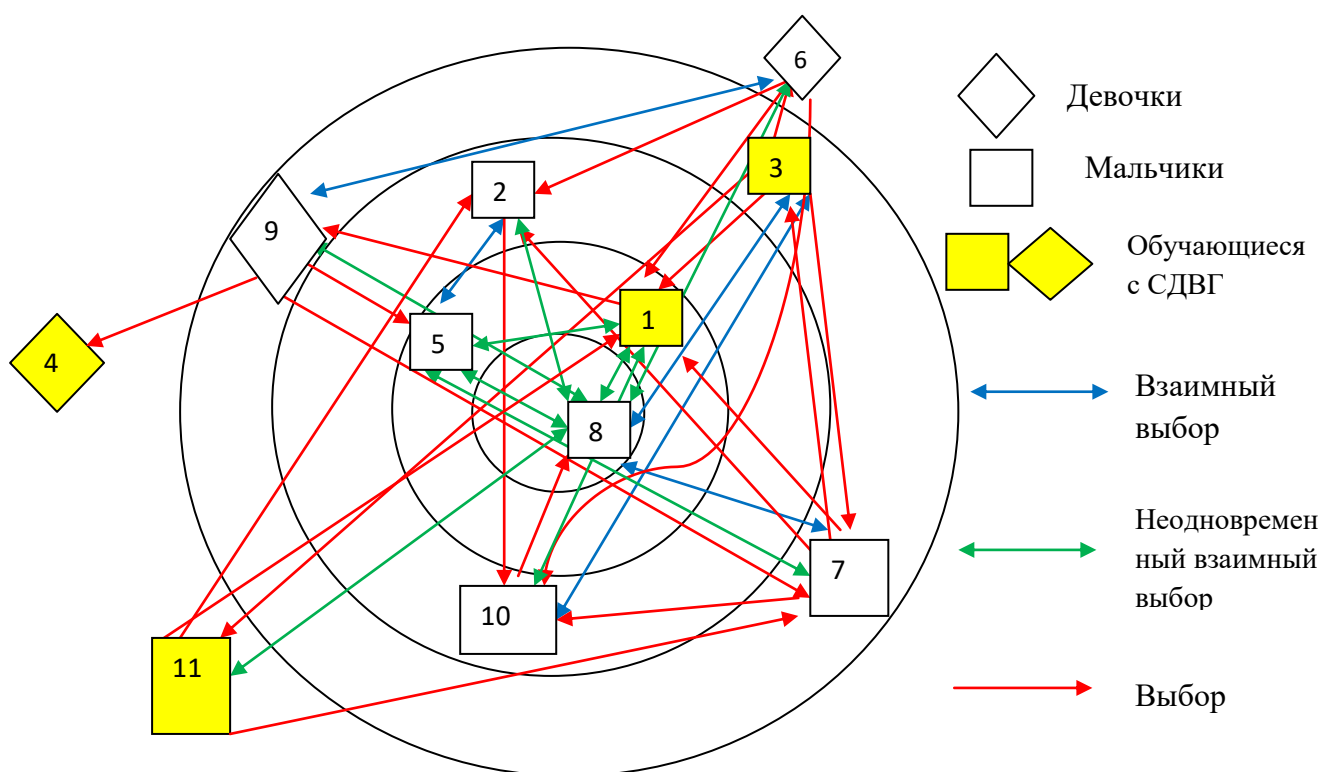 6
3
2
9
1
5
4
8
7
10
11
Девочки
Мальчики
Обучающиеся
с СДВГ
Взаимный
выбор
Неодновремен
ный взаимный
выбор
Выбор